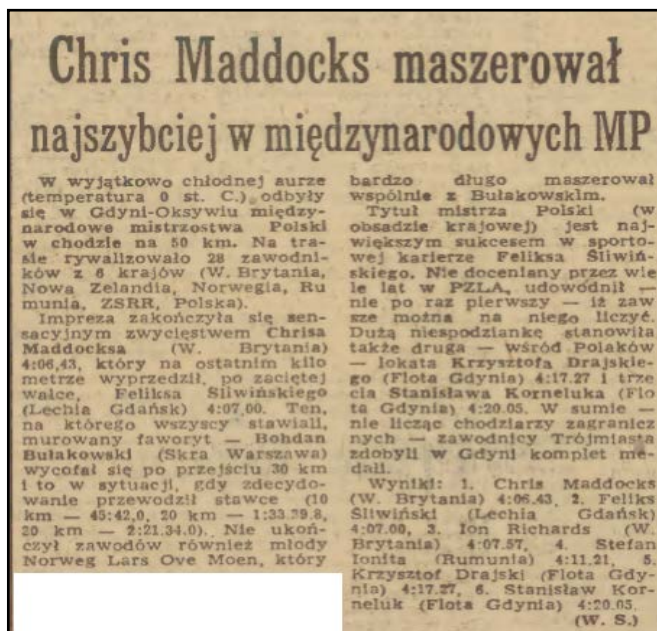 Chris Maddocks maszerował
najszybciej w międzynarodowych MP
W wyjątkowo chłodnej aurze
(temperatura 0 st. C.) odbyły
się w Gdyni-Oksywiu między-
narodowe mistrzostwa Polski
w chodzie na 50 km. Na tra-
sie rywalizowało 28 zawodni-
ków z 6 krajów (W. Brytania,
Nowa Zelandia, Norwegia, Ru
munia, ZSRR, Polska).
Impreza zakończyła się sen-
sacyjnym zwycięstwem Chrisa
Maddocksa (W. Brytania)
4:06,43, który na ostatnim kilo
metrze wyprzedził, po zaciętej
walce, Feliksa Śliwińskiego
(Lechia Gdańsk) 4:07,00. Ten,
na którego wszyscy stawiali,
murowany faworyt — Bohdan
Bułakowski (Skra Warszawa)
wycofał się po przejściu 30 km
i to w sytuacji, gdy zdecydo-
wanie przewodził stawce (10
km — 45:42,0, 20 km — 1:33.29,8,
20 km — 2:21.34.0). Nie ukoń-
czył zawodów również młody
Norweg Lars Ove Moen, który
bardzo długo maszerował
wspólnie z Bułakowskim.
Tytuł mistrza Polski (w
obsadzie krajowej) jest naj-
większym sukcesem w sporto-
wej karierze Feliksa Śliwiń-
skiego. Nie doceniany przez wie
le lat w PZLA, udowodnił —
nie po raz pierwszy — iż zaw
sze można na niego liczyć.
Dużą niespodziankę stanowiła
także druga — wśród Polaków
— lokata Krzysztofa Drajskie-
go (Flota Gdynia) 4:17.27 i trze
cia Stanisława Korneluka (Flo
ta Gdynia) 4:20.05. W sumie —
nie licząc chodziarzy zagranicz
nych — zawodnicy Trójmiasta
zdobyli w Gdyni komplet me-
dali.
Wyniki: 1. Chris Maddocks
(W. Brytania) 4:06.43, 2. Feliks
Śliwiński (Lechia Gdańsk)
4:07.00, 3. Ion Richards (W.
Brytania) 4:07.57, 4. Stefan
Ionita (Rumunia) 4:11.21, 5.
Krzysztof Drajski (Flota Gdy-
nia) 4:17.27, 6. Stanisław Kor-
neluk (Flota Gdynia) 4:20.05.
(W. S.)